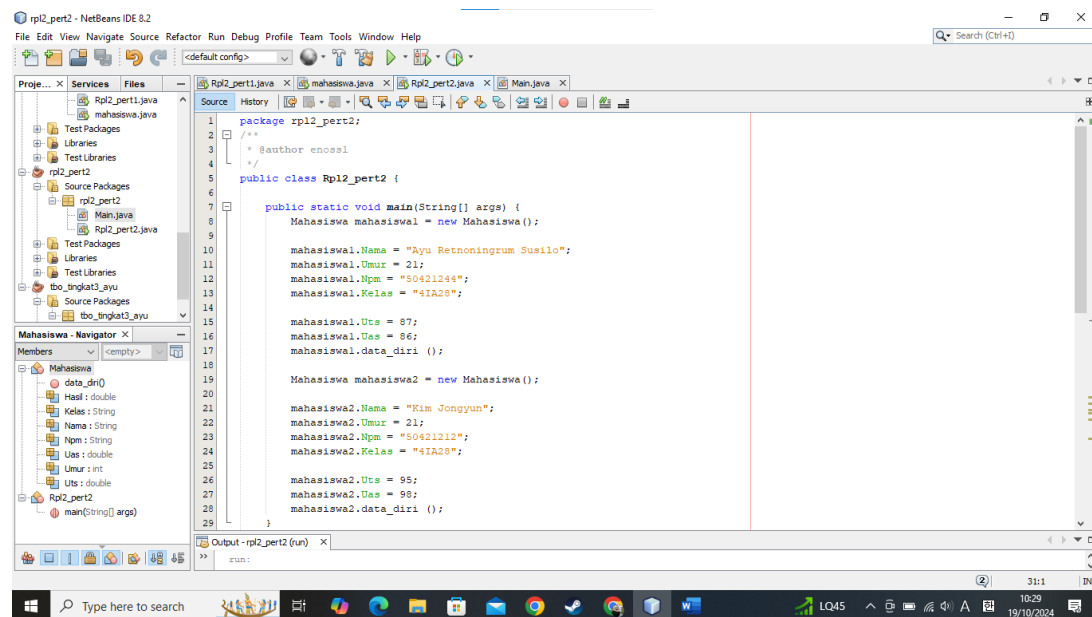 rpl2_pert2 - NetBeans IDE 8.2
File Edit View Navigate Source Refactor Run Debug Profile Team Tools Window Help
Search (Ctrl+I)
<default config>
Proje... Services Files
Rpl2_pert1.java mahasiswa.java Rpl2_pert2.java Main.java
Source History
Rpl2_pert1.java
mahasiswa.java
Test Packages
Libraries
Test Libraries
rpl2_pert2
Source Packages
rpl2_pert2
Main.java
Rpl2_pert2.java
Test Packages
Libraries
Test Libraries
tbo_tingkat3_ayu
Source Packages
tbo_tingkat3_ayu
Mahasiswa - Navigator
Members <empty>
Mahasiswa
data_diri()
Hasil : double
Kelas : String
Nama : String
Npm : String
Uas : double
Umur : int
Uts : double
Rpl2_pert2
main(String[] args)
1 package rpl2_pert2;
2 /**
3 * @author enossl
4 */
5 public class Rpl2_pert2 {
6
7 public static void main(String[] args) {
8 Mahasiswa mahasiswa1 = new Mahasiswa();
9
10 mahasiswa1.Nama = "Ayu Retnoningrum Susilo";
11 mahasiswa1.Umur = 21;
12 mahasiswa1.Npm = "50421244";
13 mahasiswa1.Kelas = "4IA28";
14
15 mahasiswa1.Uts = 87;
16 mahasiswa1.Uas = 86;
17 mahasiswa1.data_diri ();
18
19 Mahasiswa mahasiswa2 = new Mahasiswa();
20
21 mahasiswa2.Nama = "Kim Jongyun";
22 mahasiswa2.Umur = 21;
23 mahasiswa2.Npm = "50421212";
24 mahasiswa2.Kelas = "4IA28";
25
26 mahasiswa2.Uts = 95;
27 mahasiswa2.Uas = 98;
28 mahasiswa2.data_diri ();
29 }
Output - rpl2_pert2 (run)
run:
2 31:1 IN
Type here to search
LQ45
10:29
19/10/2024